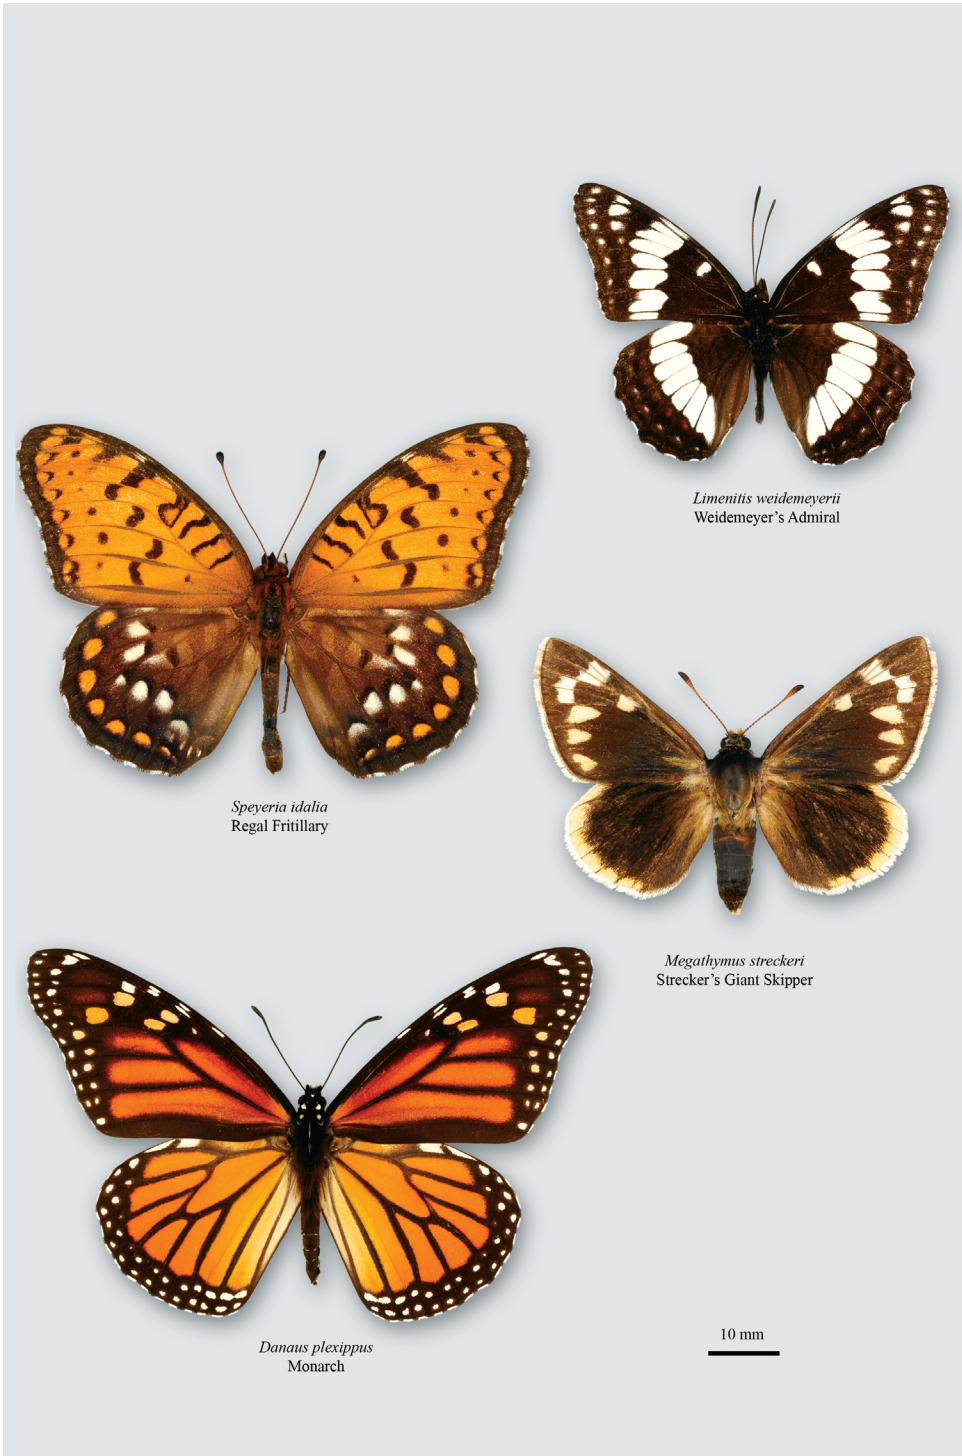 Limenitis weidemeyerii
Weidemeyer’s Admiral
Speyeria idalia
Regal Fritillary
Megathymus streckeri
Strecker’s Giant Skipper
Danaus plexippus
Monarch
10 mm